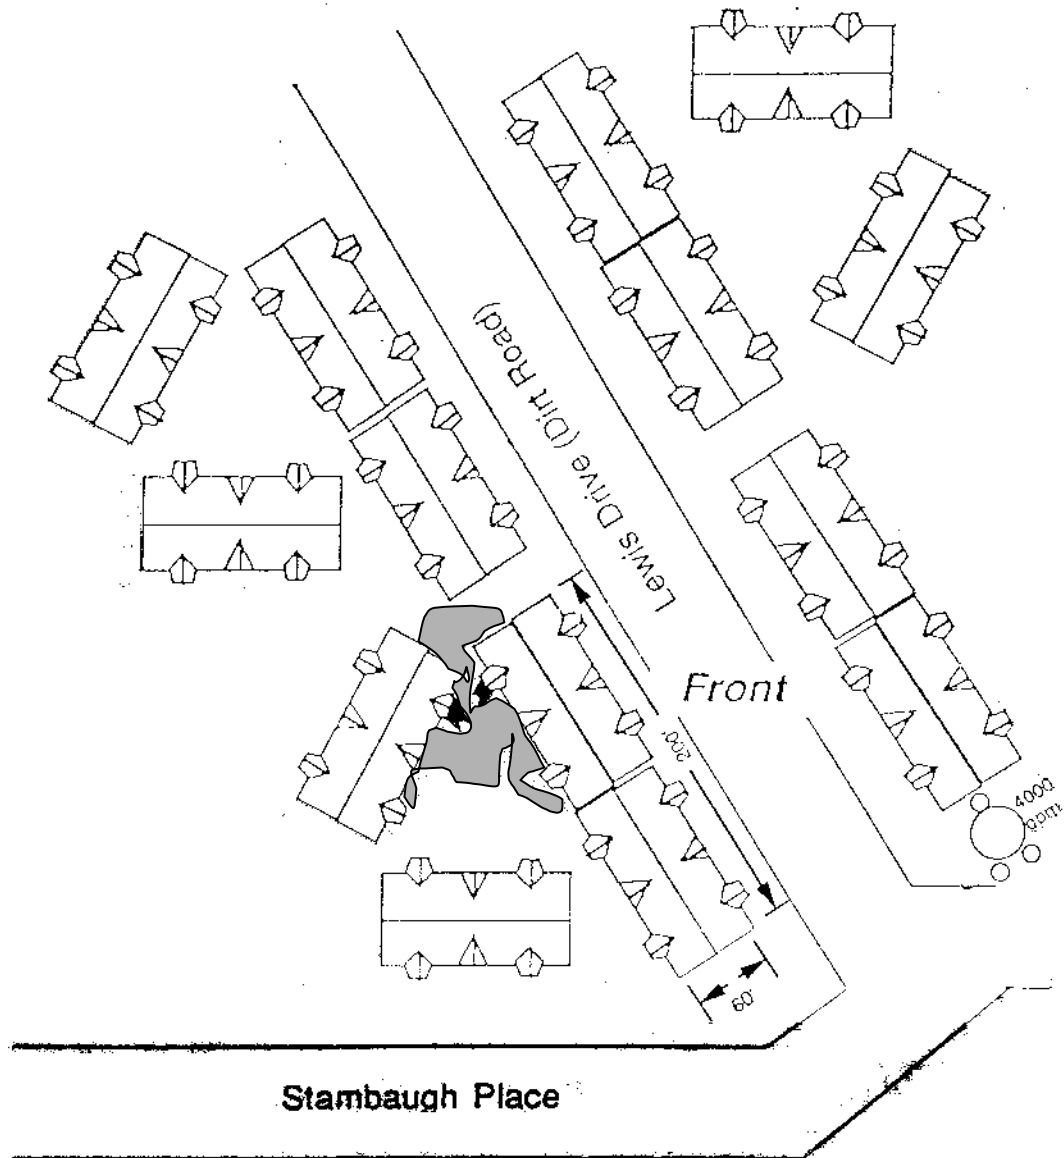 Lewis Drive (Dirt Road)
Front
200'
4000
gpm
60'
Stambaugh Place